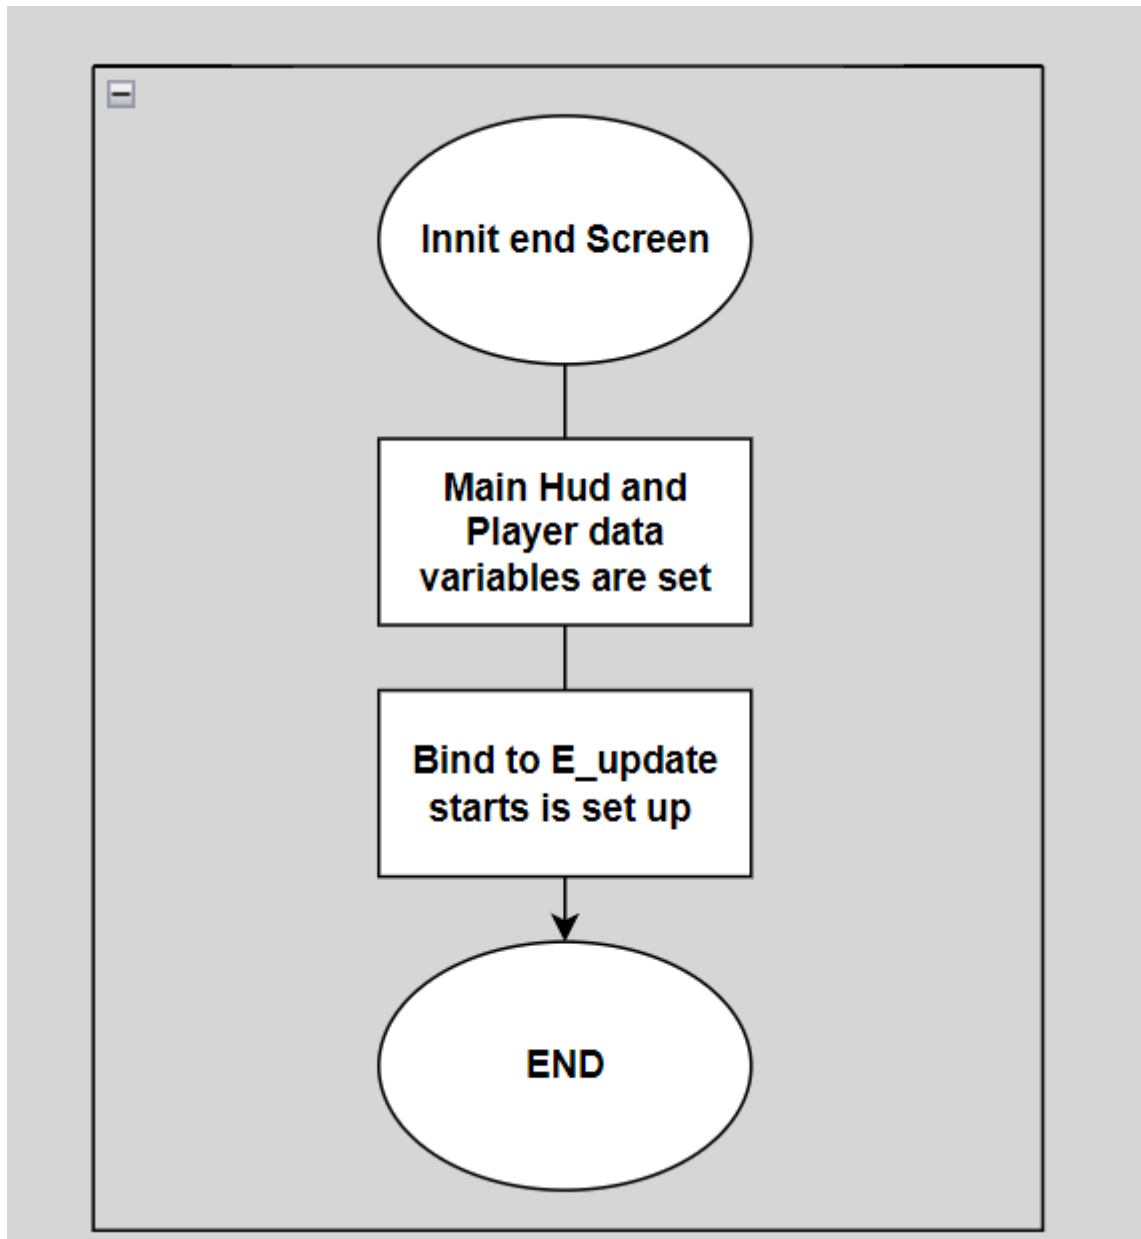 Innit end Screen
Main Hud and
Player data
variables are set
Bind to E_update
starts is set up
END